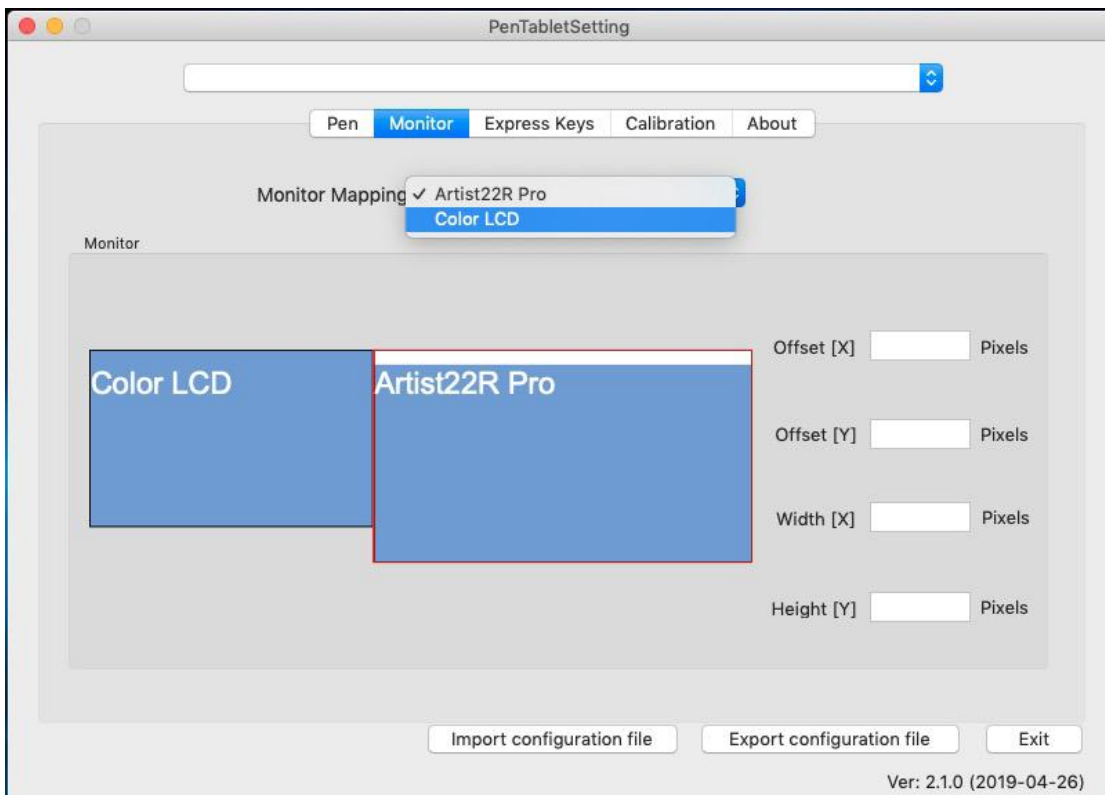 PenTabletSetting
Pen Monitor Express Keys Calibration About
Monitor Mapping ✓ Artist22R Pro
Color LCD
Monitor
Color LCD
Artist22R Pro
Offset [X] Pixels
Offset [Y] Pixels
Width [X] Pixels
Height [Y] Pixels
Import configuration file Export configuration file Exit
Ver: 2.1.0 (2019-04-26)